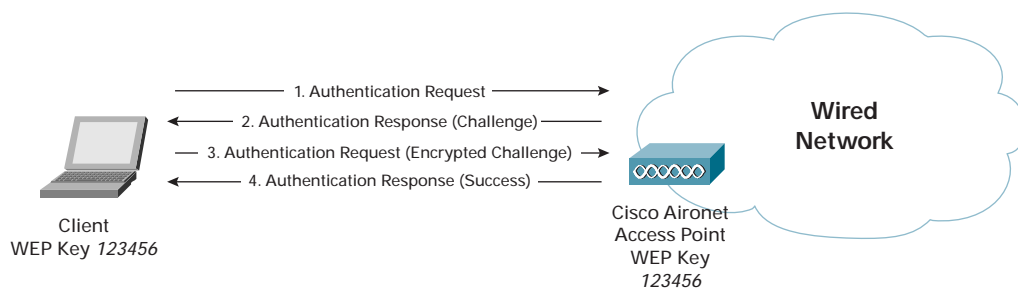 1. Authentication Request
2. Authentication Response (Challenge)
3. Authentication Request (Encrypted Challenge)
4. Authentication Response (Success)
Client
WEP Key 123456
Wired
Network
Cisco Aironet
Access Point
WEP Key
123456